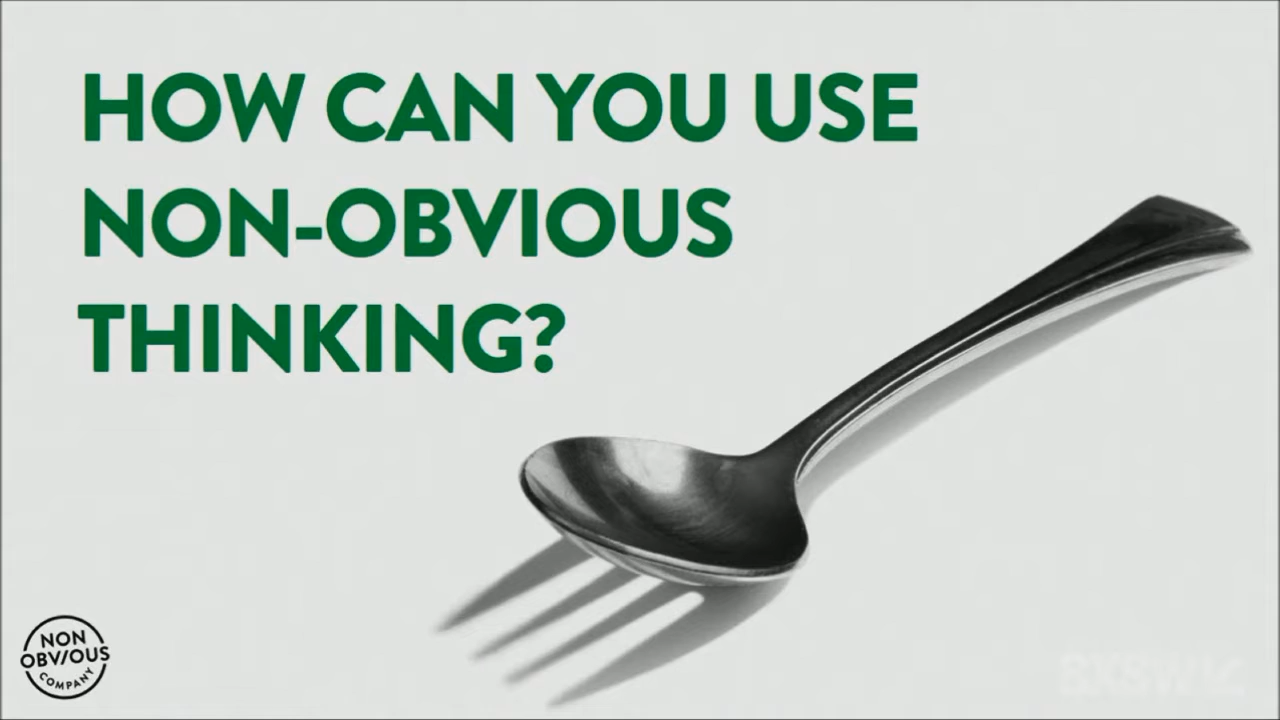 HOW CAN YOU USE
NON-OBVIOUS
THINKING?
NON
OBV/OUS
COMPANY